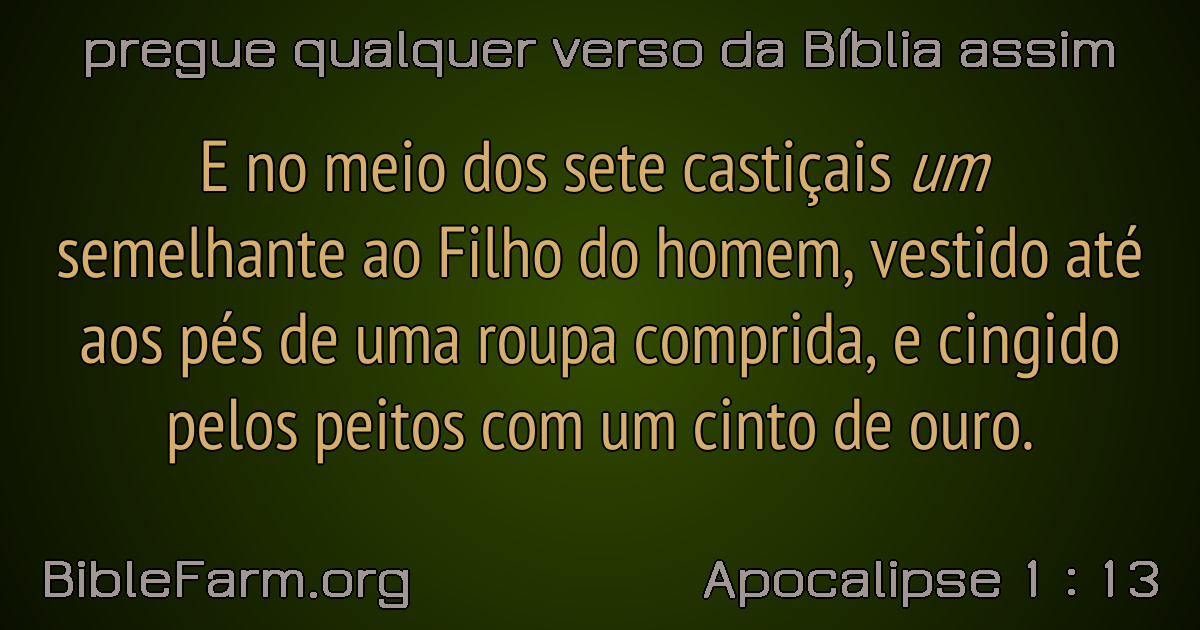 pregue qualquer verso da Bíblia assim
E no meio dos sete castiçais um
semelhante ao Filho do homem, vestido até
aos pés de uma roupa comprida, e cingido
pelos peitos com um cinto de ouro.
BibleFarm.org
Apocalipse 1 : 13